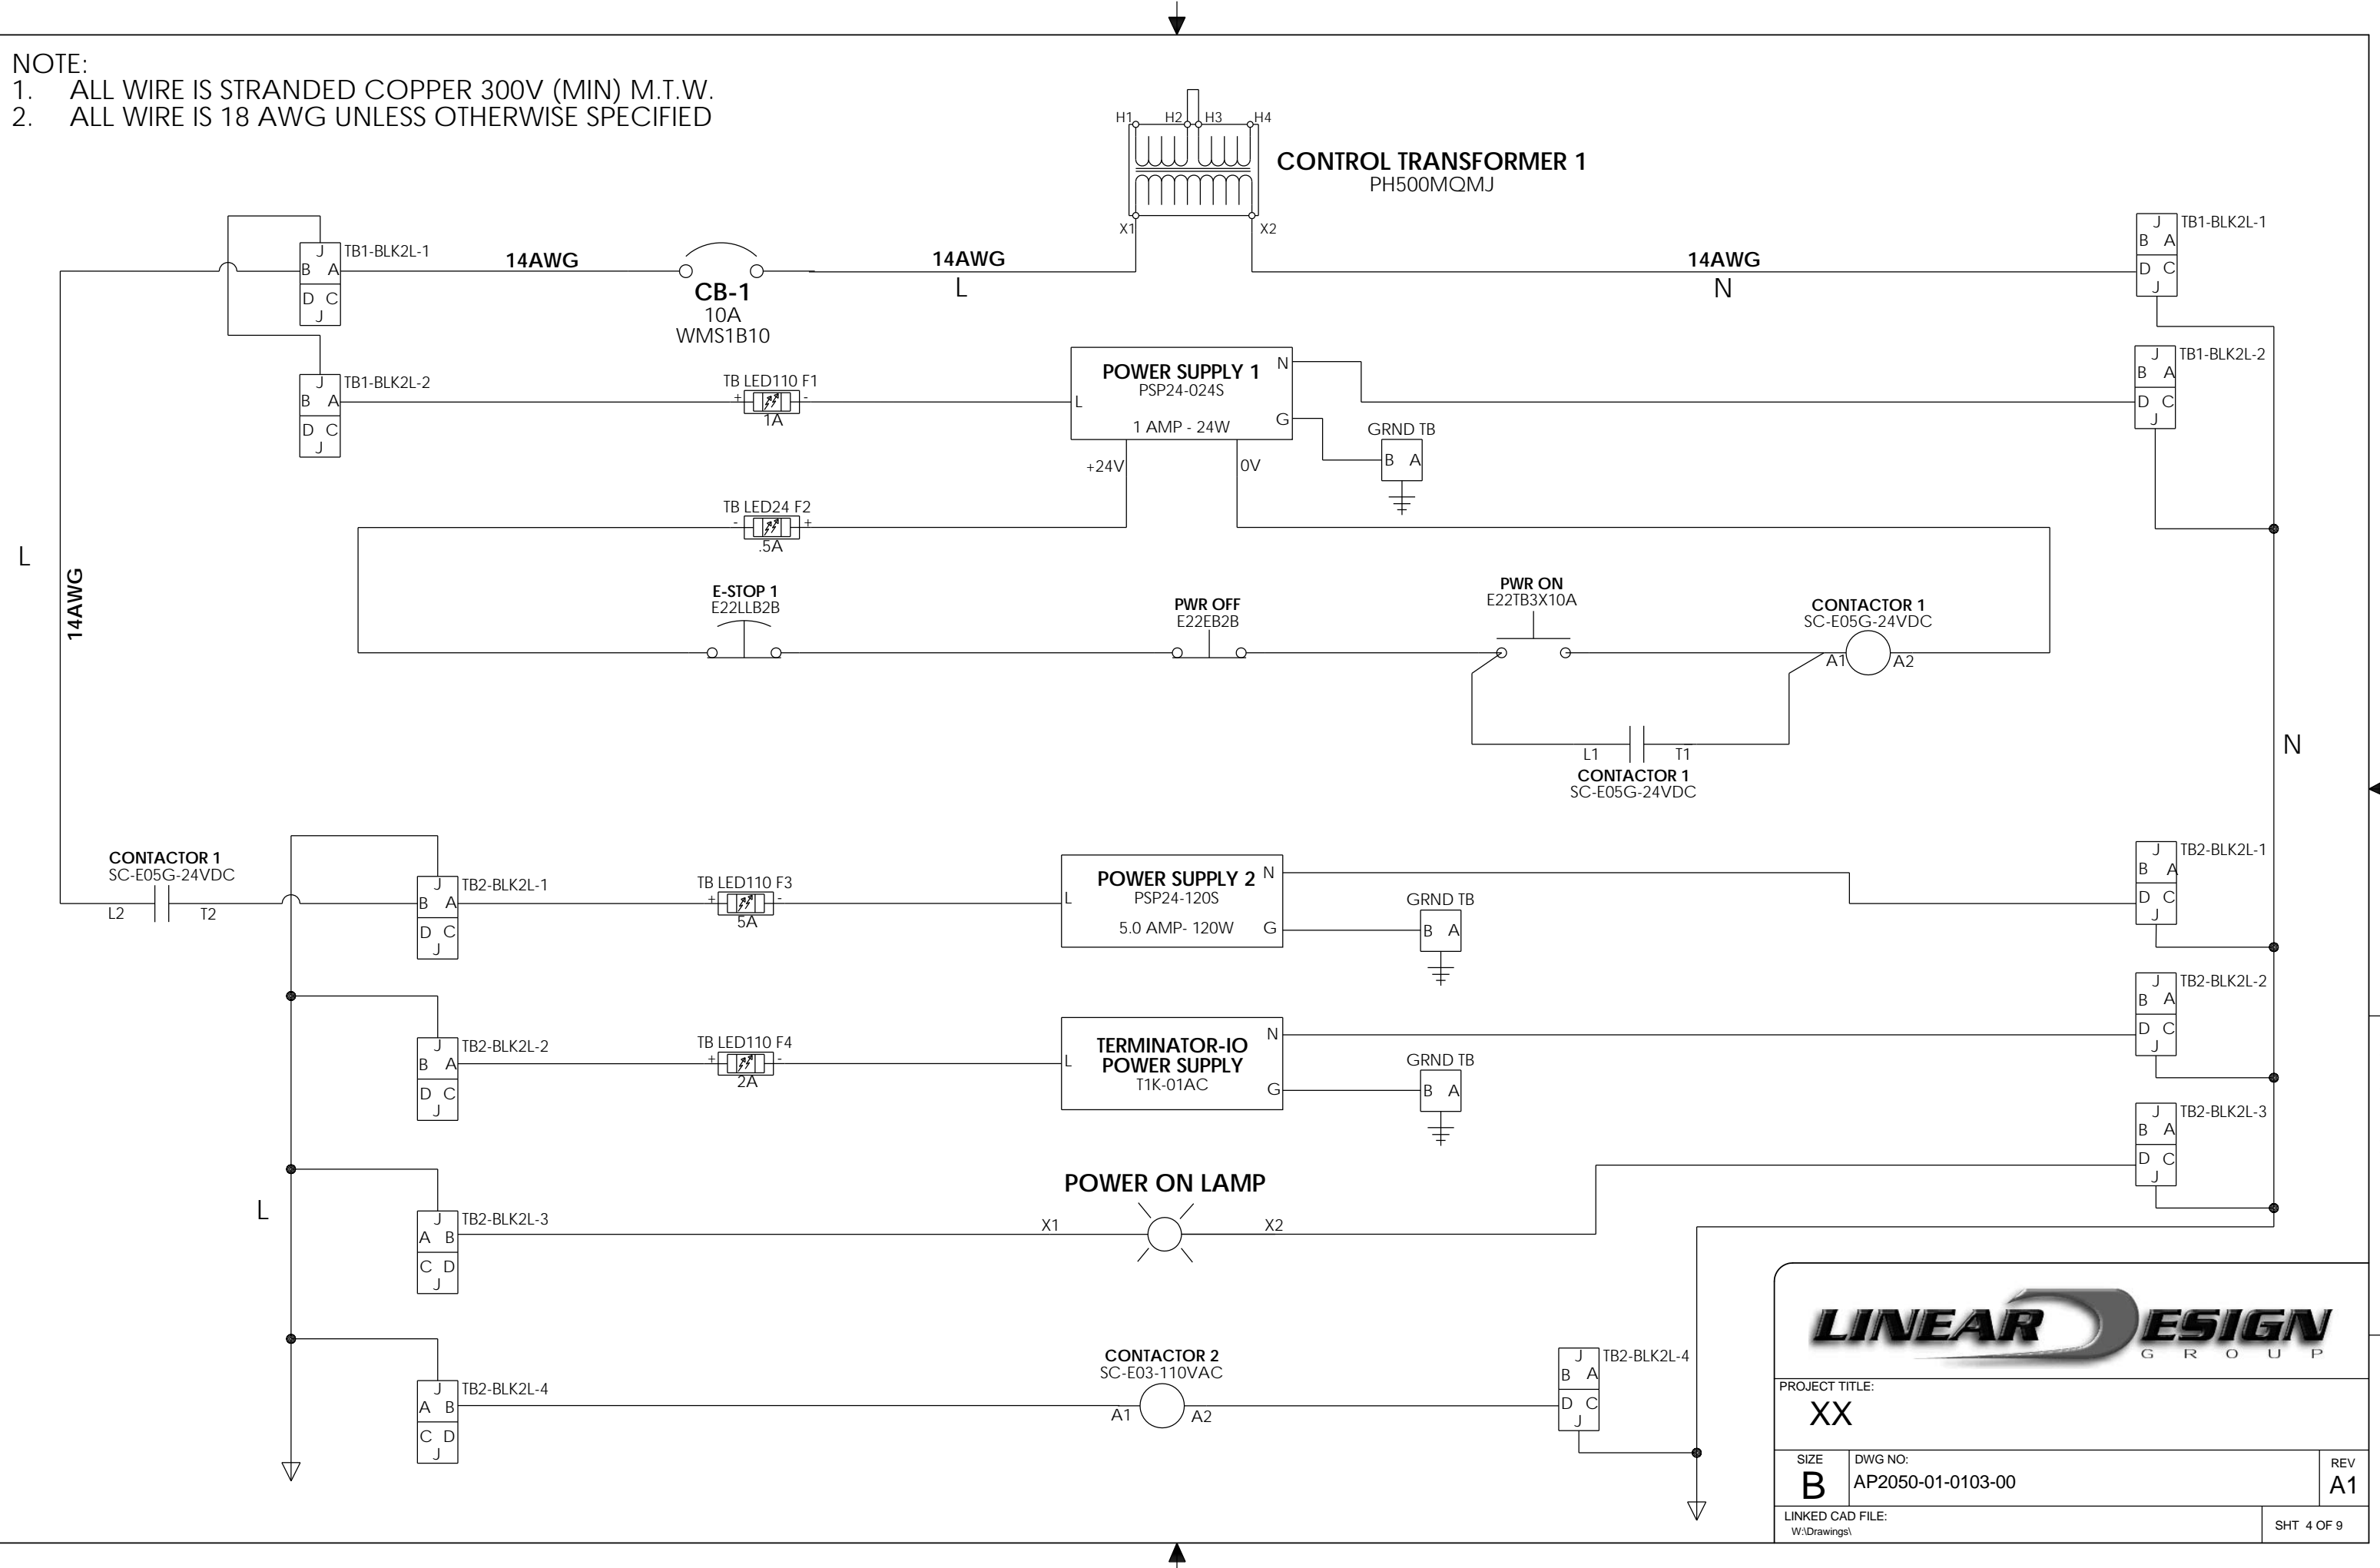 NOTE:
1. ALL WIRE IS STRANDED COPPER 300V (MIN) M.T.W.
2. ALL WIRE IS 18 AWG UNLESS OTHERWISE SPECIFIED
H1 H2 H3 H4
CONTROL TRANSFORMER 1
PH500MQMJ
X1 X2
J TB1-BLK2L-1
B A
D C
J
14AWG
CB-1
10A
WMS1B10
14AWG
L
14AWG
N
J TB1-BLK2L-1
B A
D C
J
J TB1-BLK2L-2
B A
D C
J
TB LED110 F1
+ -
1A
POWER SUPPLY 1
PSP24-024S
1 AMP - 24W
L
N
G
+24V
0V
GRND TB
B A
J TB1-BLK2L-2
B A
D C
J
TB LED24 F2
- +
.5A
L
14AWG
E-STOP 1
E22LLB2B
PWR OFF
E22EB2B
PWR ON
E22TB3X10A
CONTACTOR 1
SC-E05G-24VDC
A1 A2
L1 T1
CONTACTOR 1
SC-E05G-24VDC
N
CONTACTOR 1
SC-E05G-24VDC
L2 T2
J TB2-BLK2L-1
B A
D C
J
TB LED110 F3
+ -
5A
POWER SUPPLY 2
PSP24-120S
5.0 AMP- 120W
L
N
G
GRND TB
B A
J TB2-BLK2L-1
B A
D C
J
J TB2-BLK2L-2
B A
D C
J
TB LED110 F4
+ -
2A
TERMINATOR-IO
POWER SUPPLY
T1K-01AC
L
N
G
GRND TB
B A
J TB2-BLK2L-2
B A
D C
J
L
J TB2-BLK2L-3
A B
C D
J
POWER ON LAMP
X1 X2
J TB2-BLK2L-3
B A
D C
J
J TB2-BLK2L-4
A B
C D
J
CONTACTOR 2
SC-E03-110VAC
A1 A2
J TB2-BLK2L-4
B A
D C
J
LINEAR DESIGN
GROUP
PROJECT TITLE:
XX
SIZE
B
DWG NO:
AP2050-01-0103-00
REV
A1
LINKED CAD FILE:
W:\Drawings\
SHT 4 OF 9